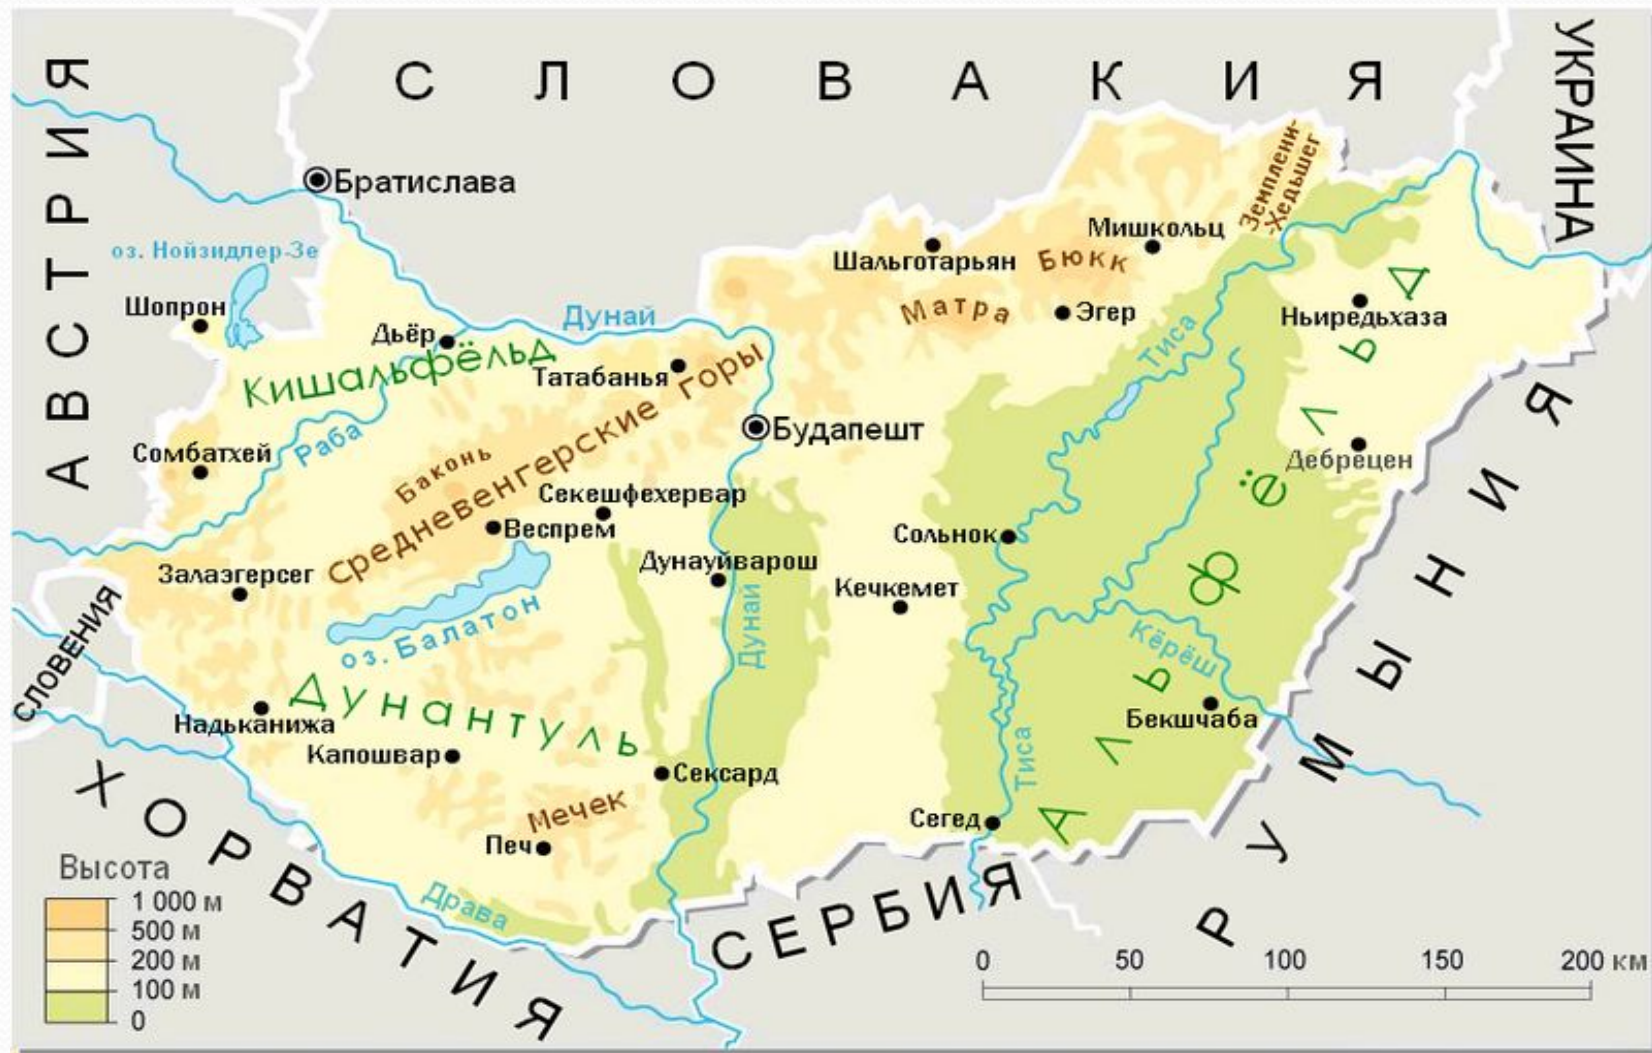 СЛОВАКИЯ
УКРАИНА
АВСТРИЯ
Братислава
оз. Нойзидлер-Зе
Шопрон
Дьёр
Дунай
Кишальфёльд
Татабанья
Средневенгерские горы
Баконь
Раба
Сомбатхей
Будапешт
Шальготарьян
Мишкольц
Бюкк
Матра
Эгер
Земплени-
-Хедьшег
Тиса
Ньиредьхаза
Дебрецен
Альфёльд
Секешфехервар
Веспрем
Дунауйварош
Дунай
Сольнок
Кечкемет
Залаэгерсег
оз. Балатон
Дунантуль
Надьканижа
Капошвар
Сексард
Мечек
Печ
Драва
Кёрёш
Бекшчаба
Тиса
Сегед
СЛОВЕНИЯ
ХОРВАТИЯ
СЕРБИЯ
РУМЫНИЯ
Высота
1 000 м
500 м
200 м
100 м
0
0 50 100 150 200 км